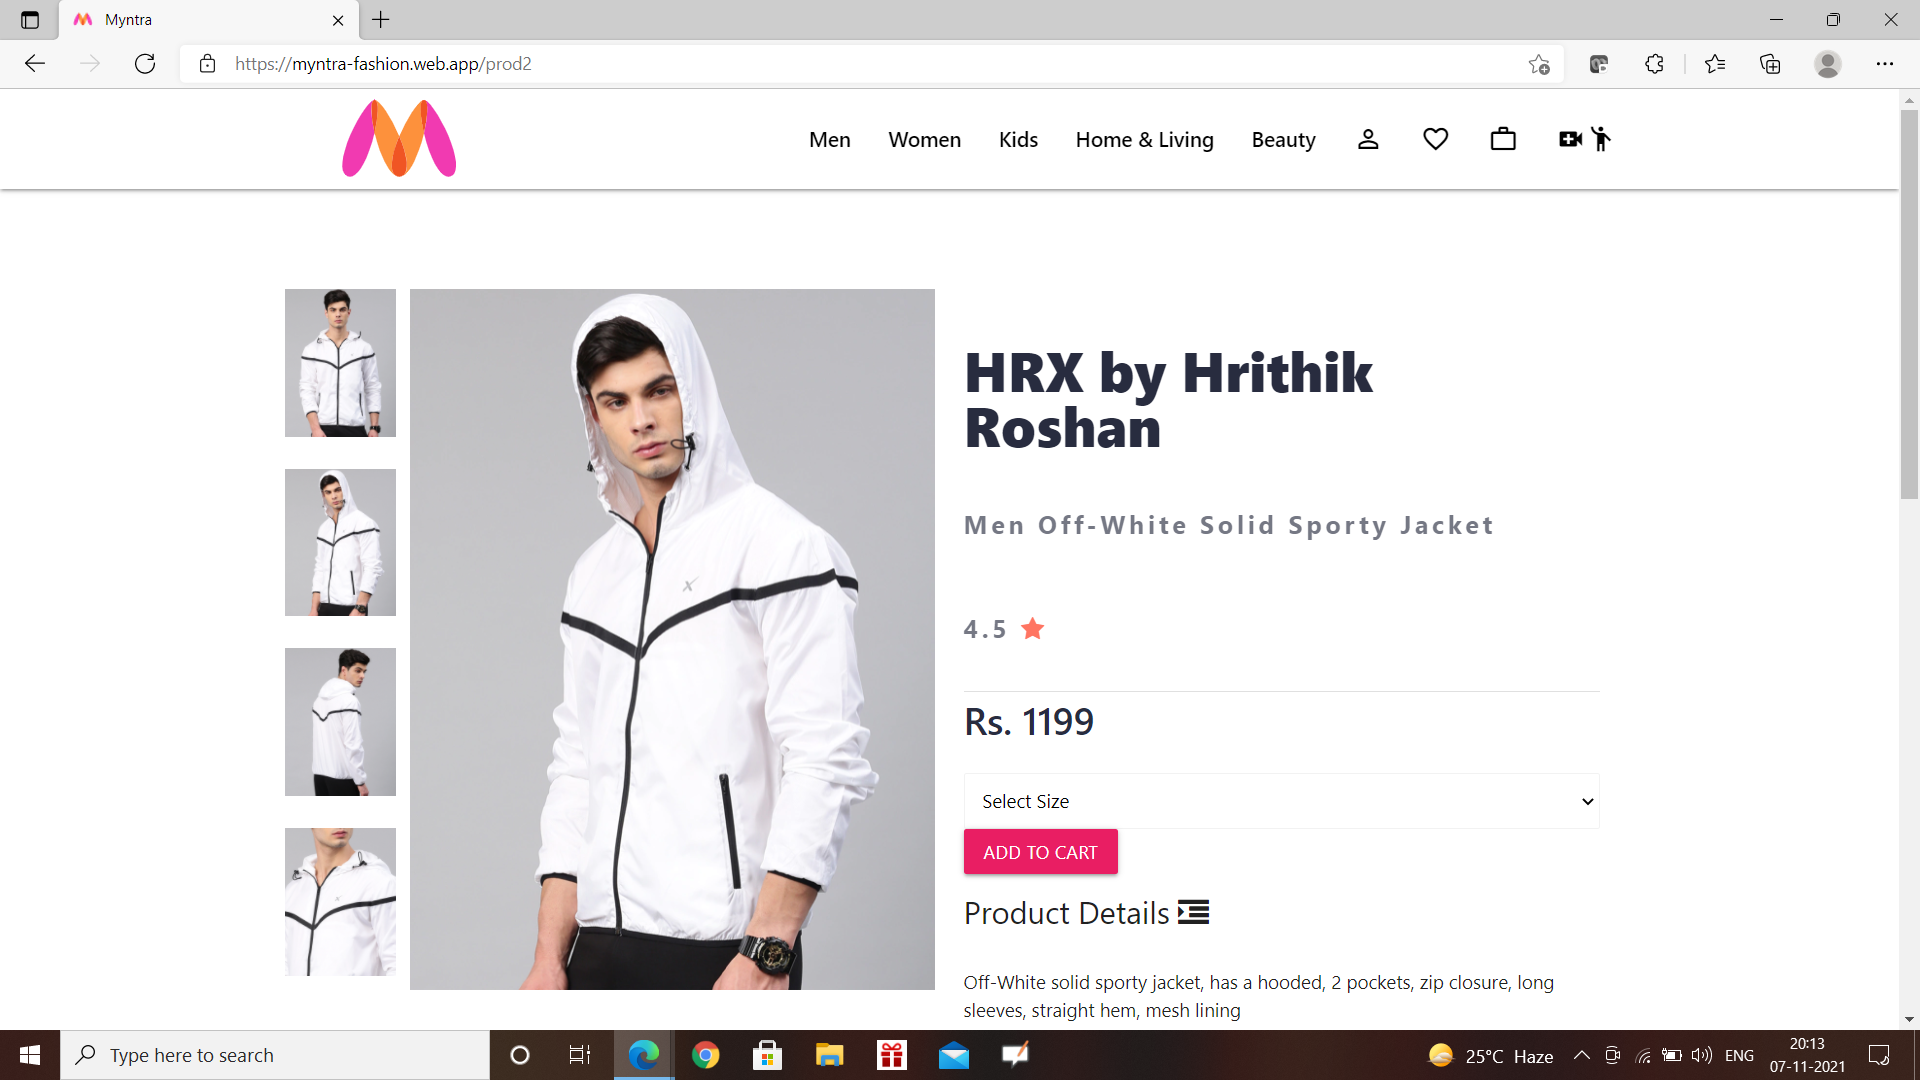 Myntra
https://myntra-fashion.web.app/prod2
Men Women Kids Home & Living Beauty
HRX by Hrithik
Roshan
Men Off-White Solid Sporty Jacket
4.5
Rs. 1199
Select Size
ADD TO CART
Product Details
Off-White solid sporty jacket, has a hooded, 2 pockets, zip closure, long
sleeves, straight hem, mesh lining
Type here to search
25°C Haze
ENG
20:13
07-11-2021